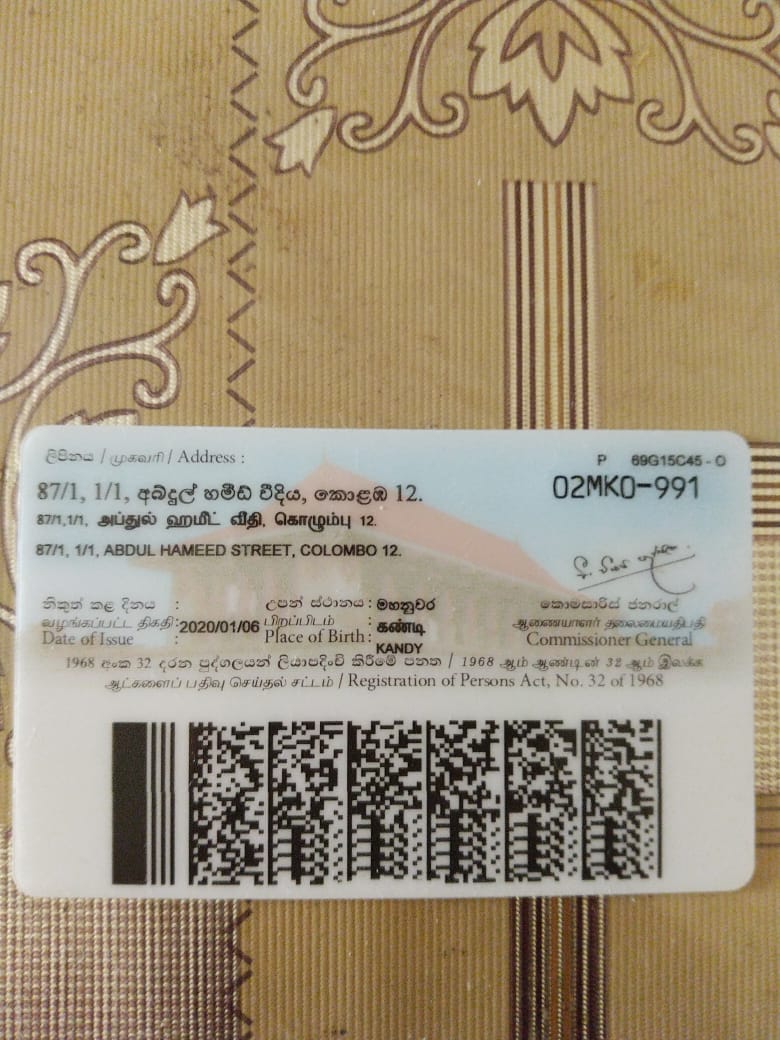 ලිපිනය / முகவரி / Address :
P 69G15C45 - O
02MK0-991
87/1, 1/1, අබ්දුල් හමීඩ් වීදිය, කොළඹ 12.
87/1,1/1, அப்துல் ஹமீட் வீதி, கொழும்பு 12.
87/1, 1/1, ABDUL HAMEED STREET, COLOMBO 12.
නිකුත් කළ දිනය :
வழங்கப்பட்ட திகதி : 2020/01/06
Date of Issue :
උපන් ස්ථානය : මහනුවර
பிறப்பிடம் : கண்டி
Place of Birth : KANDY
කොමසාරිස් ජනරාල්
ஆணையாளர் தலைமையதிபதி
Commissioner General
1968 අංක 32 දරන පුද්ගලයන් ලියාපදිංචි කිරීමේ පනත / 1968 ஆம் ஆண்டின் 32 ஆம் இலக்க
ஆட்களைப் பதிவு செய்தல் சட்டம் / Registration of Persons Act, No. 32 of 1968